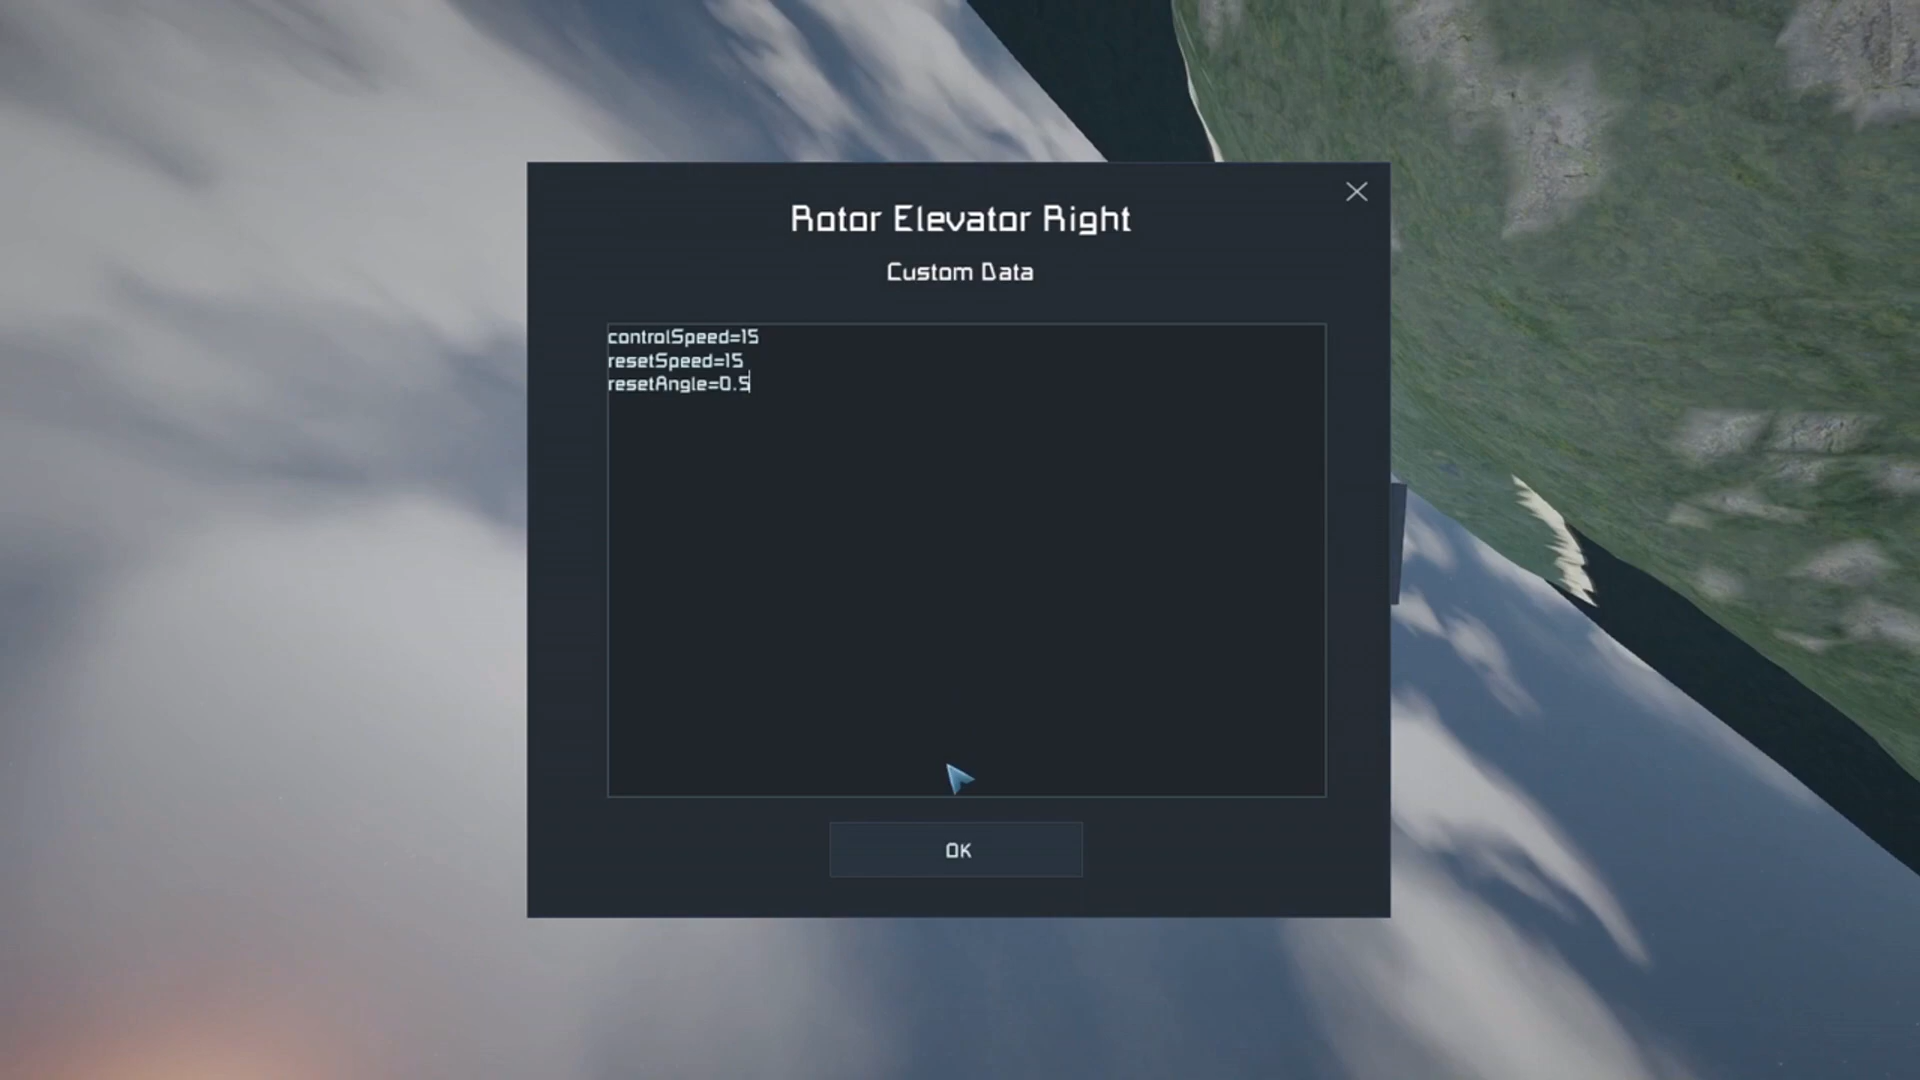 Rotor Elevator Right
Custom Data
controlSpeed=15
resetSpeed=15
resetAngle=0.5
OK